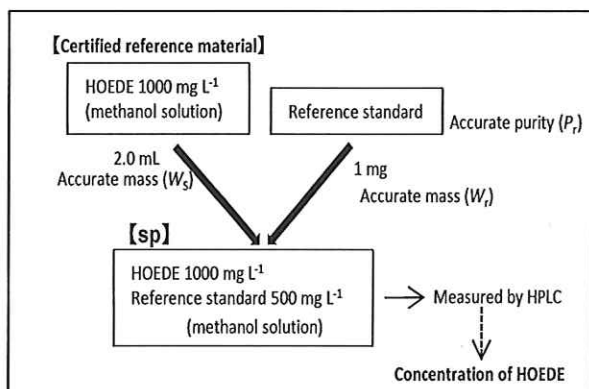 【Certified reference material】
HOEDE 1000 mg L⁻¹
(methanol solution)
Reference standard
Accurate purity (Pᵣ)
2.0 mL
Accurate mass (Wₛ)
1 mg
Accurate mass (Wᵣ)
【sp】
HOEDE 1000 mg L⁻¹
Reference standard 500 mg L⁻¹
(methanol solution)
Measured by HPLC
Concentration of HOEDE